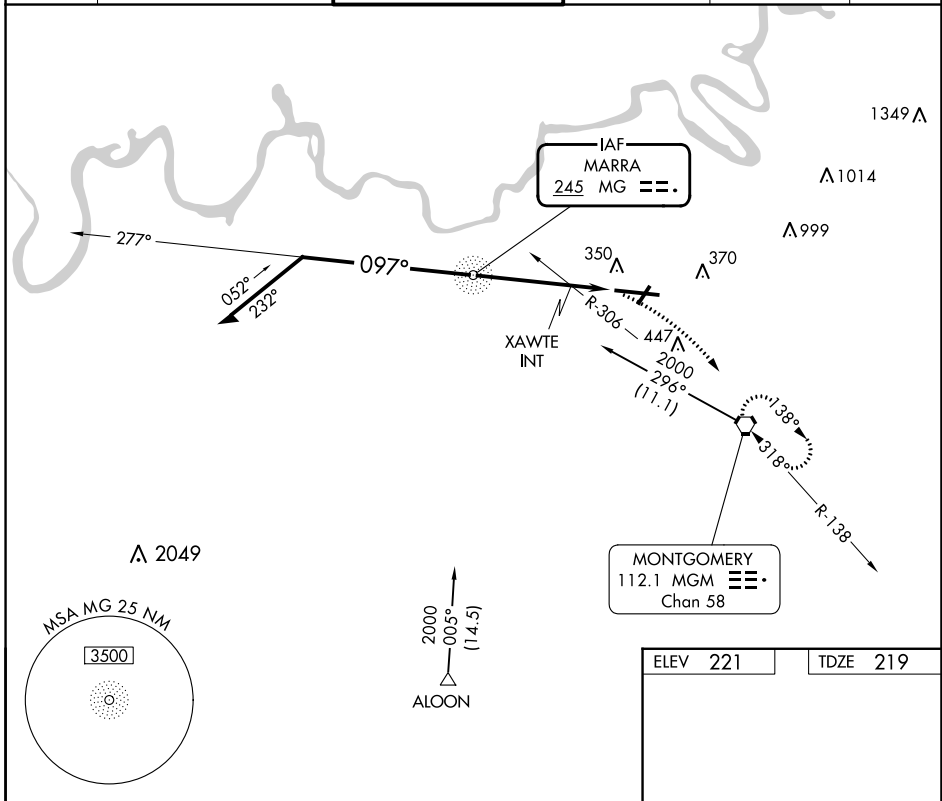 1349
IAF
MARRA
245 MG
1014
999
277°
097°
350
370
052°
232°
R-306
XAWTE
INT
447
2000
296°
(11.1)
138°
318°
R-138
2049
MONTGOMERY
112.1 MGM
Chan 58
MSA MG 25 NM
3500
2000
005°
(14.5)
ALOON
ELEV 221
TDZE 219